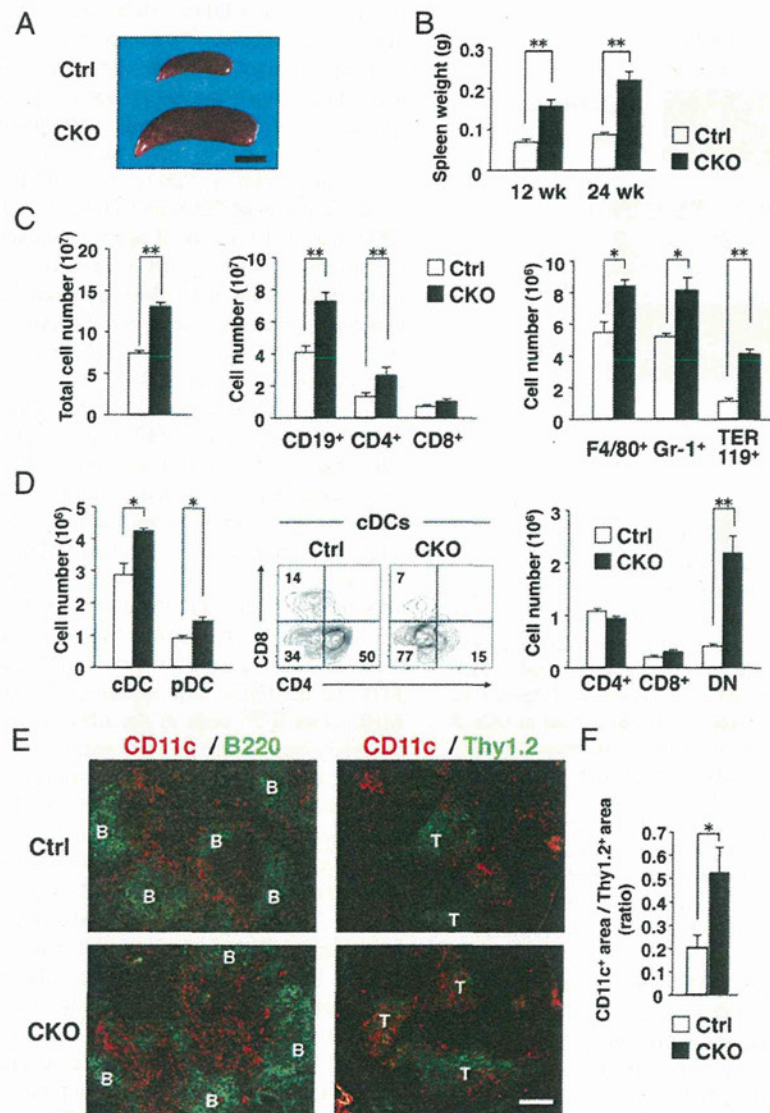 A
Ctrl
CKO
B
Spleen weight (g)
0.3
0.2
0.1
0
**
**
12 wk
24 wk
Ctrl
CKO
C
Total cell number (10⁷)
20
15
10
5
0
**
Cell number (10⁷)
10
8
6
4
2
0
**
**
CD19⁺ CD4⁺ CD8⁺
Ctrl
CKO
Cell number (10⁶)
10
8
6
4
2
0
*
*
**
F4/80⁺ Gr-1⁺ TER
119⁺
D
Cell number (10⁶)
5
4
3
2
1
0
*
*
cDC pDC
cDCs
Ctrl CKO
14
34
50
7
77
15
CD8
CD4
Cell number (10⁶)
3
2
1
0
Ctrl
CKO
**
CD4⁺ CD8⁺ DN
E
CD11c / B220
CD11c / Thy1.2
Ctrl
B
B
B
B
B
T
T
CKO
B
B
B
B
T
T
T
F
CD11c⁺ area / Thy1.2⁺ area
(ratio)
0.7
0.6
0.5
0.4
0.3
0.2
0.1
0
*
Ctrl
CKO